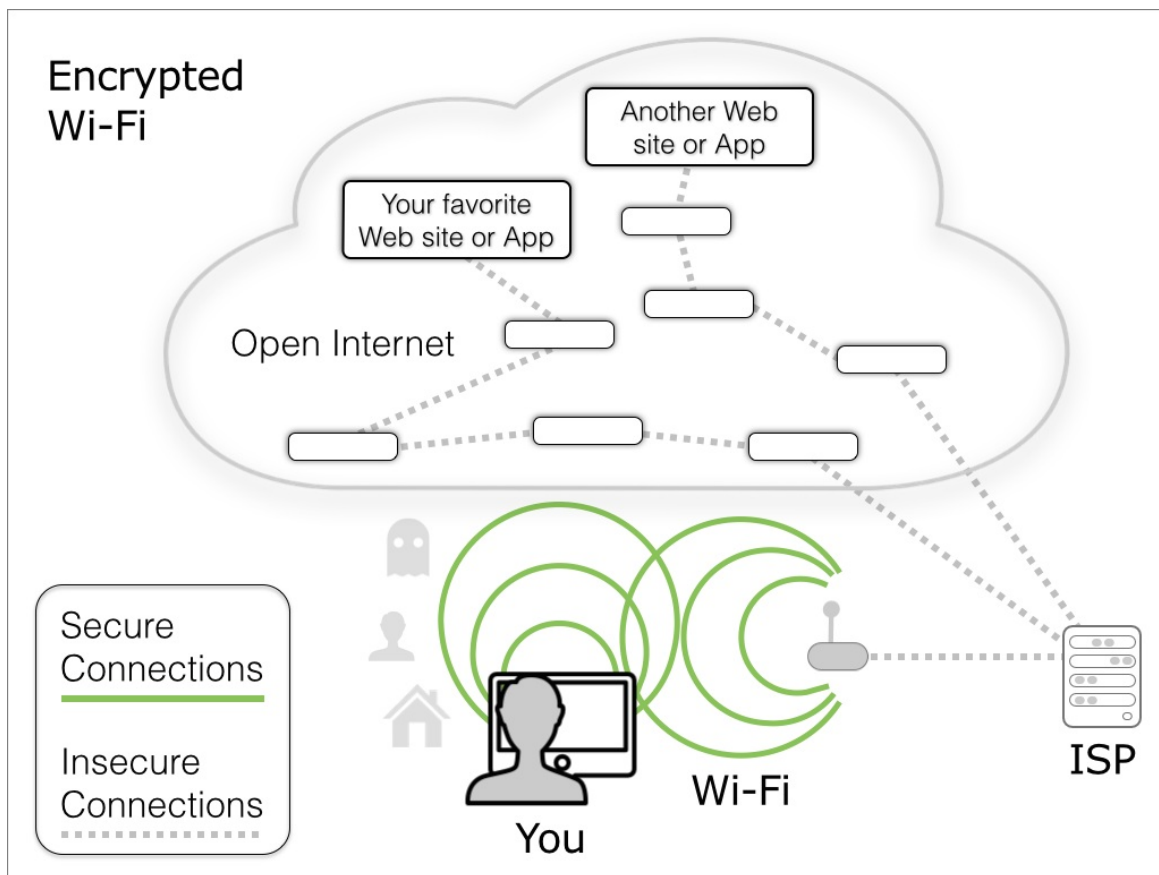 Encrypted
Wi-Fi
Another Web
site or App
Your favorite
Web site or App
Open Internet
Secure
Connections
Insecure
Connections
You
Wi-Fi
ISP